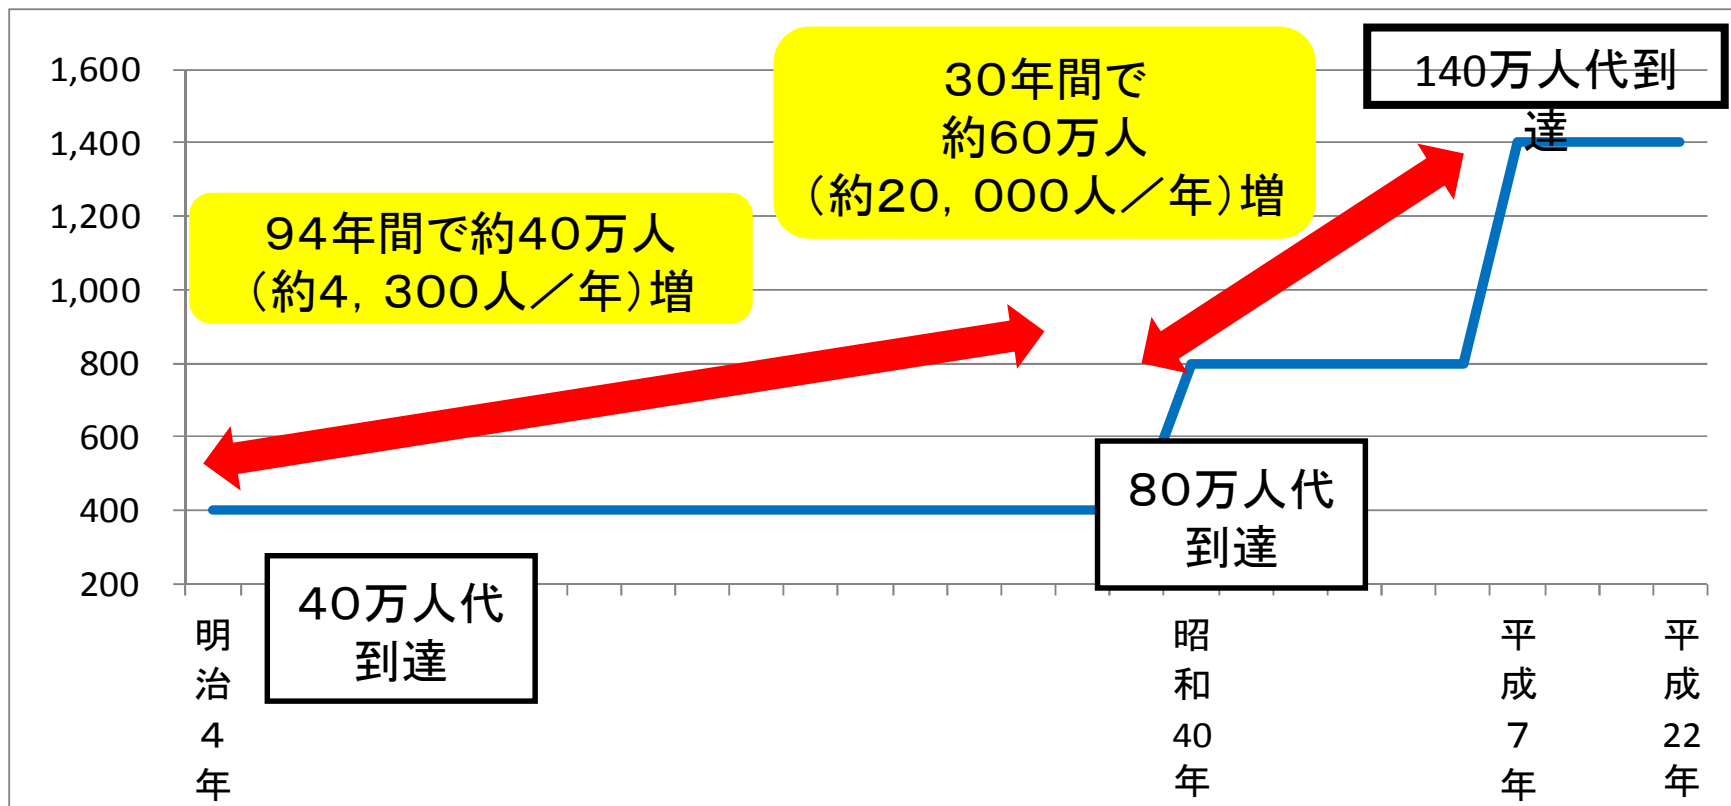 1,600
1,400
1,200
1,000
800
600
400
200
94年間で約40万人
（約4，300人／年）増
30年間で
約60万人
（約20，000人／年）増
140万人代到
達
80万人代
到達
40万人代
到達
明治４年
昭和40年
平成７年
平成22年